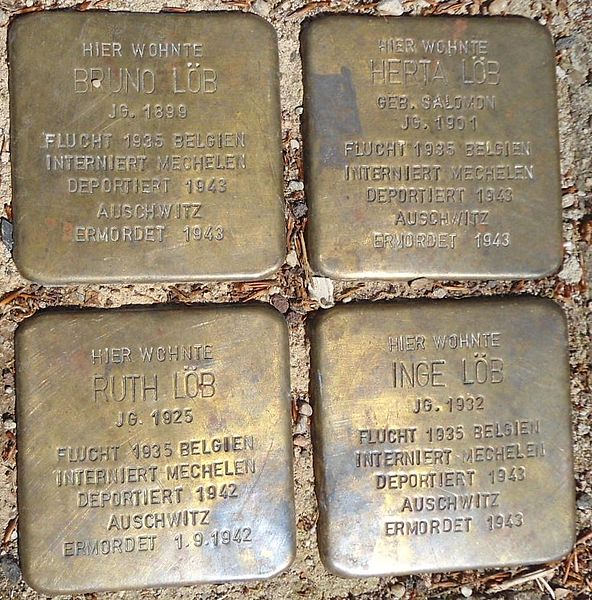 HIER WOHNTE
BRUNO LÖB
JG. 1899
FLUCHT 1935 BELGIEN
INTERNIERT MECHELEN
DEPORTIERT 1943
AUSCHWITZ
ERMORDET 1943
HIER WOHNTE
HERTA LÖB
GEB. SALOMON
JG. 1901
FLUCHT 1935 BELGIEN
INTERNIERT MECHELEN
DEPORTIERT 1943
AUSCHWITZ
ERMORDET 1943
HIER WOHNTE
RUTH LÖB
JG. 1925
FLUCHT 1935 BELGIEN
INTERNIERT MECHELEN
DEPORTIERT 1942
AUSCHWITZ
ERMORDET 1.9.1942
HIER WOHNTE
INGE LÖB
JG. 1932
FLUCHT 1935 BELGIEN
INTERNIERT MECHELEN
DEPORTIERT 1943
AUSCHWITZ
ERMORDET 1943